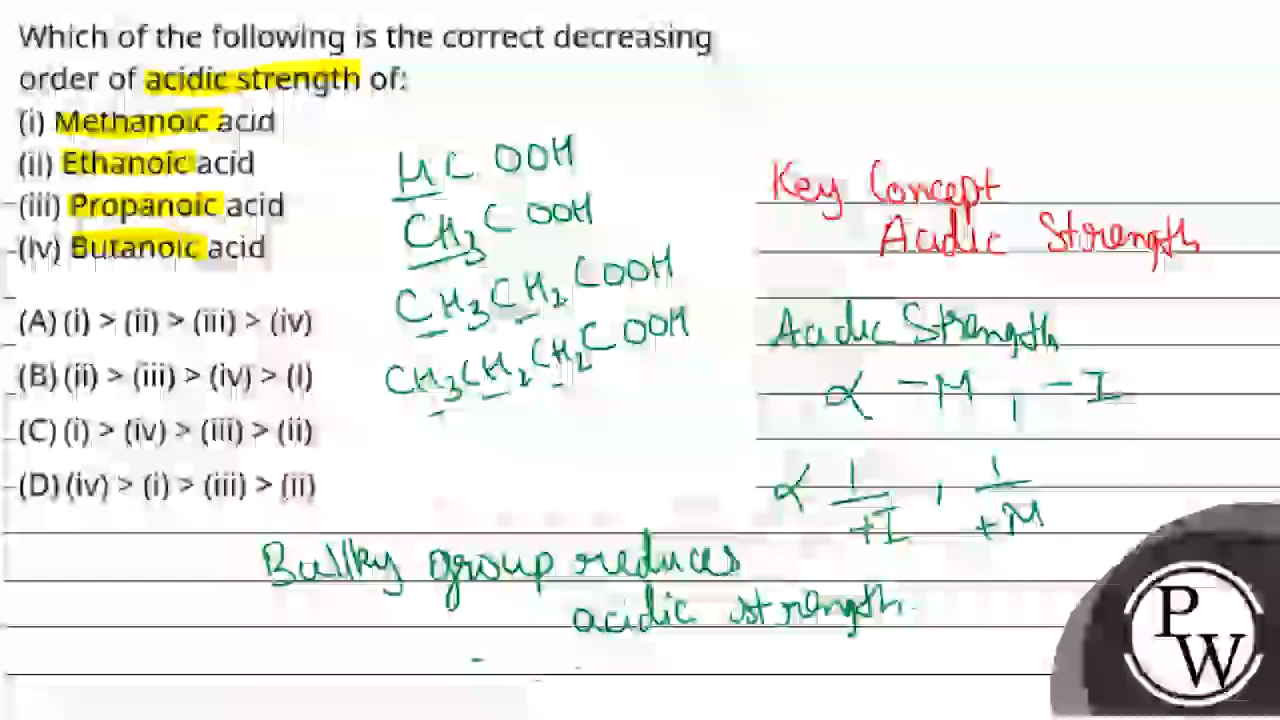 Which of the following is the correct decreasing
order of acidic strength of:
(i) Methanoic acid
(ii) Ethanoic acid
(iii) Propanoic acid
(iv) Butanoic acid
(A) (i) > (ii) > (iii) > (iv)
(B) (ii) > (iii) > (iv) > (i)
(C) (i) > (iv) > (iii) > (ii)
(D) (iv) > (i) > (iii) > (ii)
HCOOH
CH₃COOH
CH₃CH₂COOH
CH₃CH₂CH₂COOH
Key Concept
Acidic Strength
Acidic Strength
∝ -M, -I
∝ 1/+I, 1/+M
Bulky group reduces
acidic strength.
PW